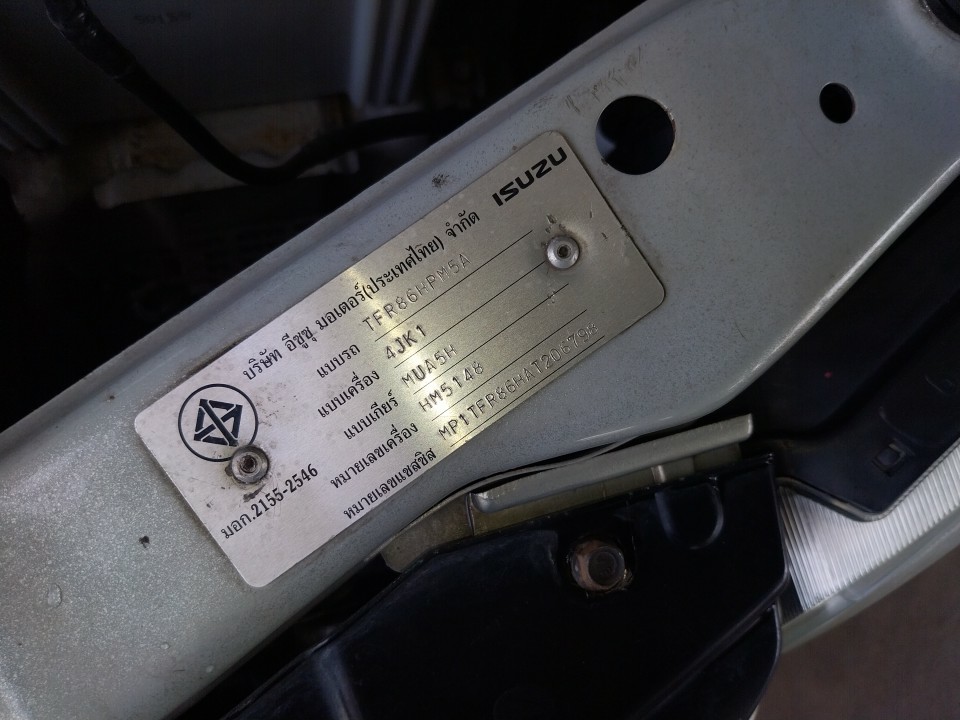 ISUZU
บริษัท อีซูซุ มอเตอร์(ประเทศไทย) จำกัด
แบบรถ TFR86HPM5A
แบบเครื่อง 4JK1
แบบเกียร์ MUA5H
หมายเลขเครื่อง HM5148
หมายเลขแชสซิส
มอก.2155-2546